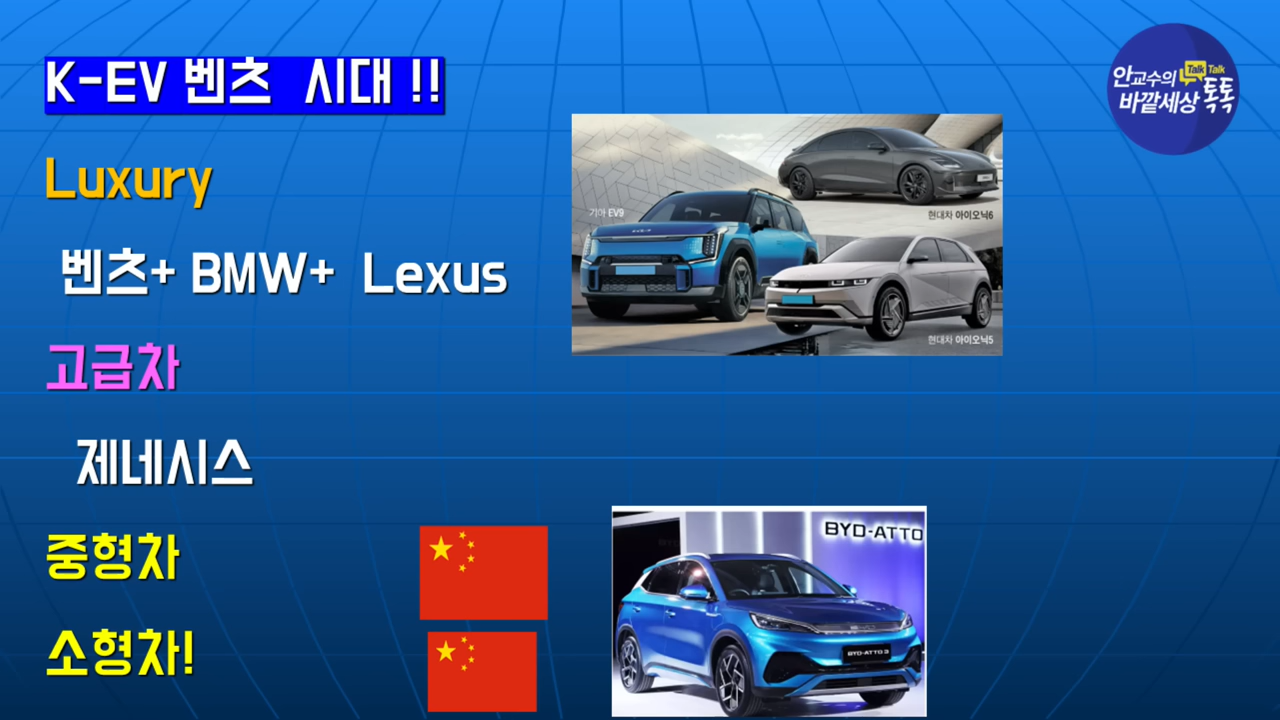 K-EV 벤츠 시대 !!
안교수의 Talk Talk
바깥세상 톡톡
Luxury
벤츠+ BMW+ Lexus
기아 EV9
현대차 아이오닉6
현대차 아이오닉5
고급차
제네시스
중형차
소형차!
BYD-ATTO
BYD-ATTO 3